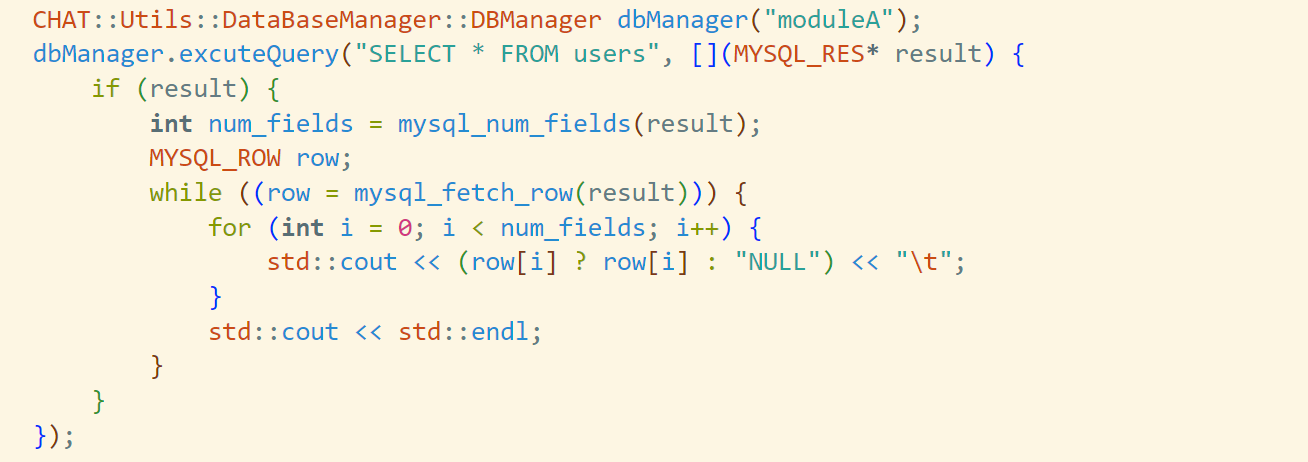 CHAT::Utils::DataBaseManager::DBManager dbManager("moduleA");
dbManager.excuteQuery("SELECT * FROM users", [](MYSQL_RES* result) {
    if (result) {
        int num_fields = mysql_num_fields(result);
        MYSQL_ROW row;
        while ((row = mysql_fetch_row(result))) {
            for (int i = 0; i < num_fields; i++) {
                std::cout << (row[i] ? row[i] : "NULL") << "\t";
            }
            std::cout << std::endl;
        }
    }
});